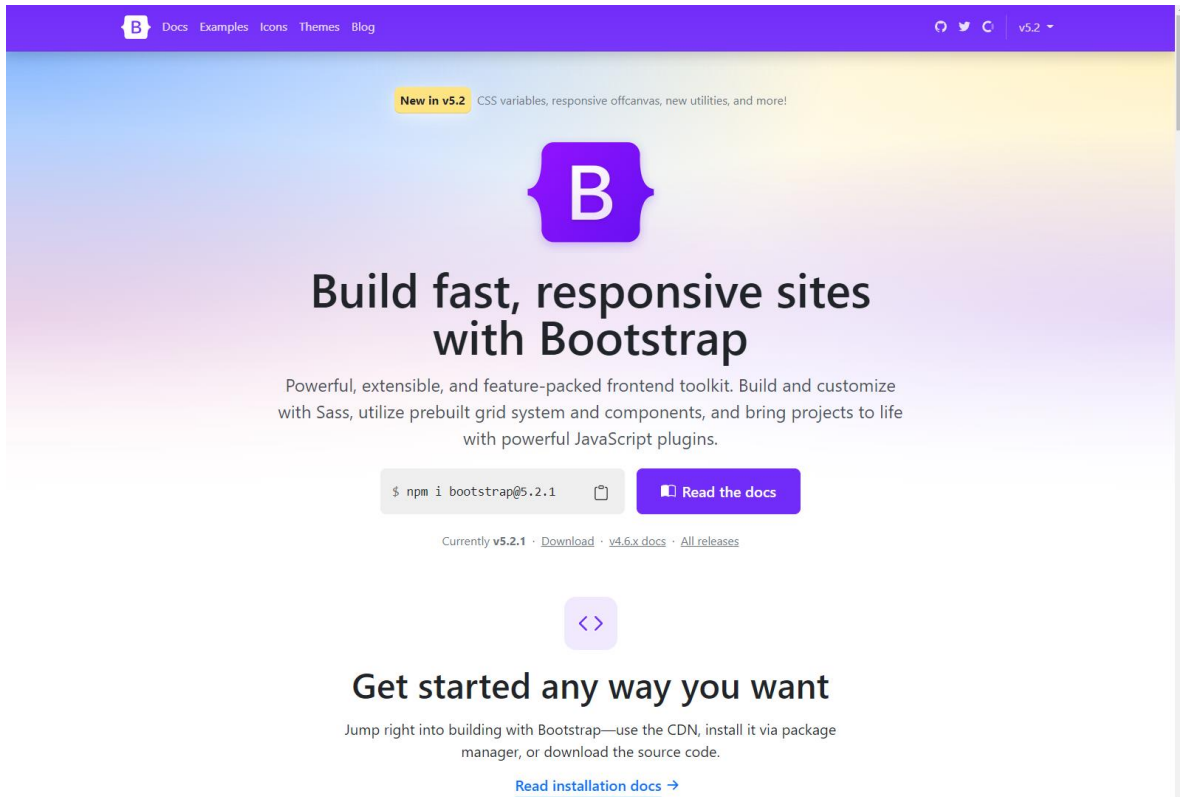 B Docs Examples Icons Themes Blog v5.2
New in v5.2 CSS variables, responsive offcanvas, new utilities, and more!
B
Build fast, responsive sites
with Bootstrap
Powerful, extensible, and feature-packed frontend toolkit. Build and customize
with Sass, utilize prebuilt grid system and components, and bring projects to life
with powerful JavaScript plugins.
$ npm i bootstrap@5.2.1 Read the docs
Currently v5.2.1 · Download · v4.6.x docs · All releases
Get started any way you want
Jump right into building with Bootstrap—use the CDN, install it via package
manager, or download the source code.
Read installation docs →